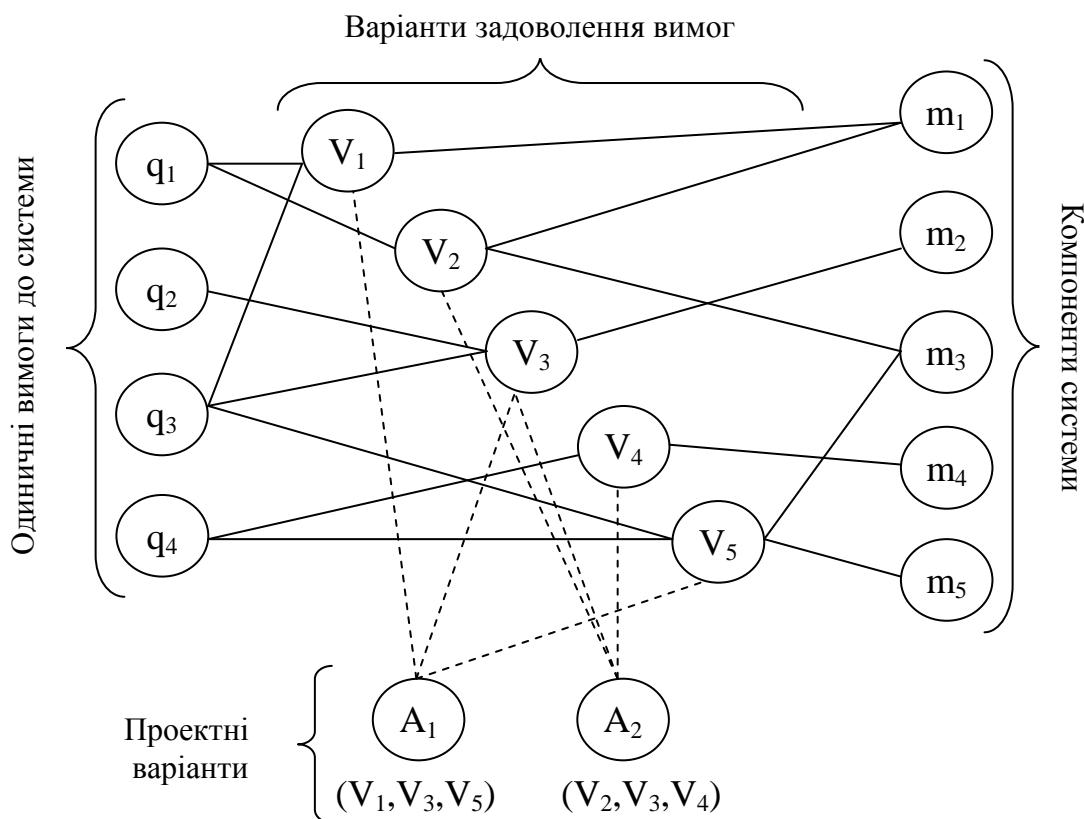 Варіанти задоволення вимог
Одиничні вимоги до системи
q₁
q₂
q₃
q₄
V₁
V₂
V₃
V₄
V₅
m₁
m₂
m₃
m₄
m₅
Компоненти системи
Проектні
варіанти
A₁
A₂
(V₁,V₃,V₅)
(V₂,V₃,V₄)